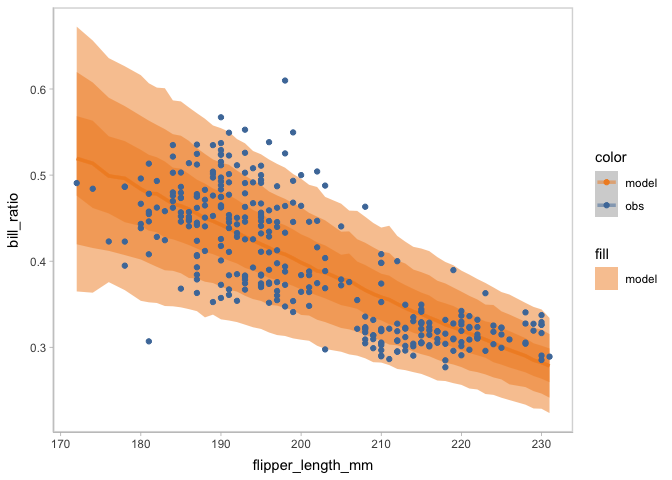 0.6
0.5
0.4
0.3
bill_ratio
170
180
190
200
210
220
230
flipper_length_mm
color
model
obs
fill
model